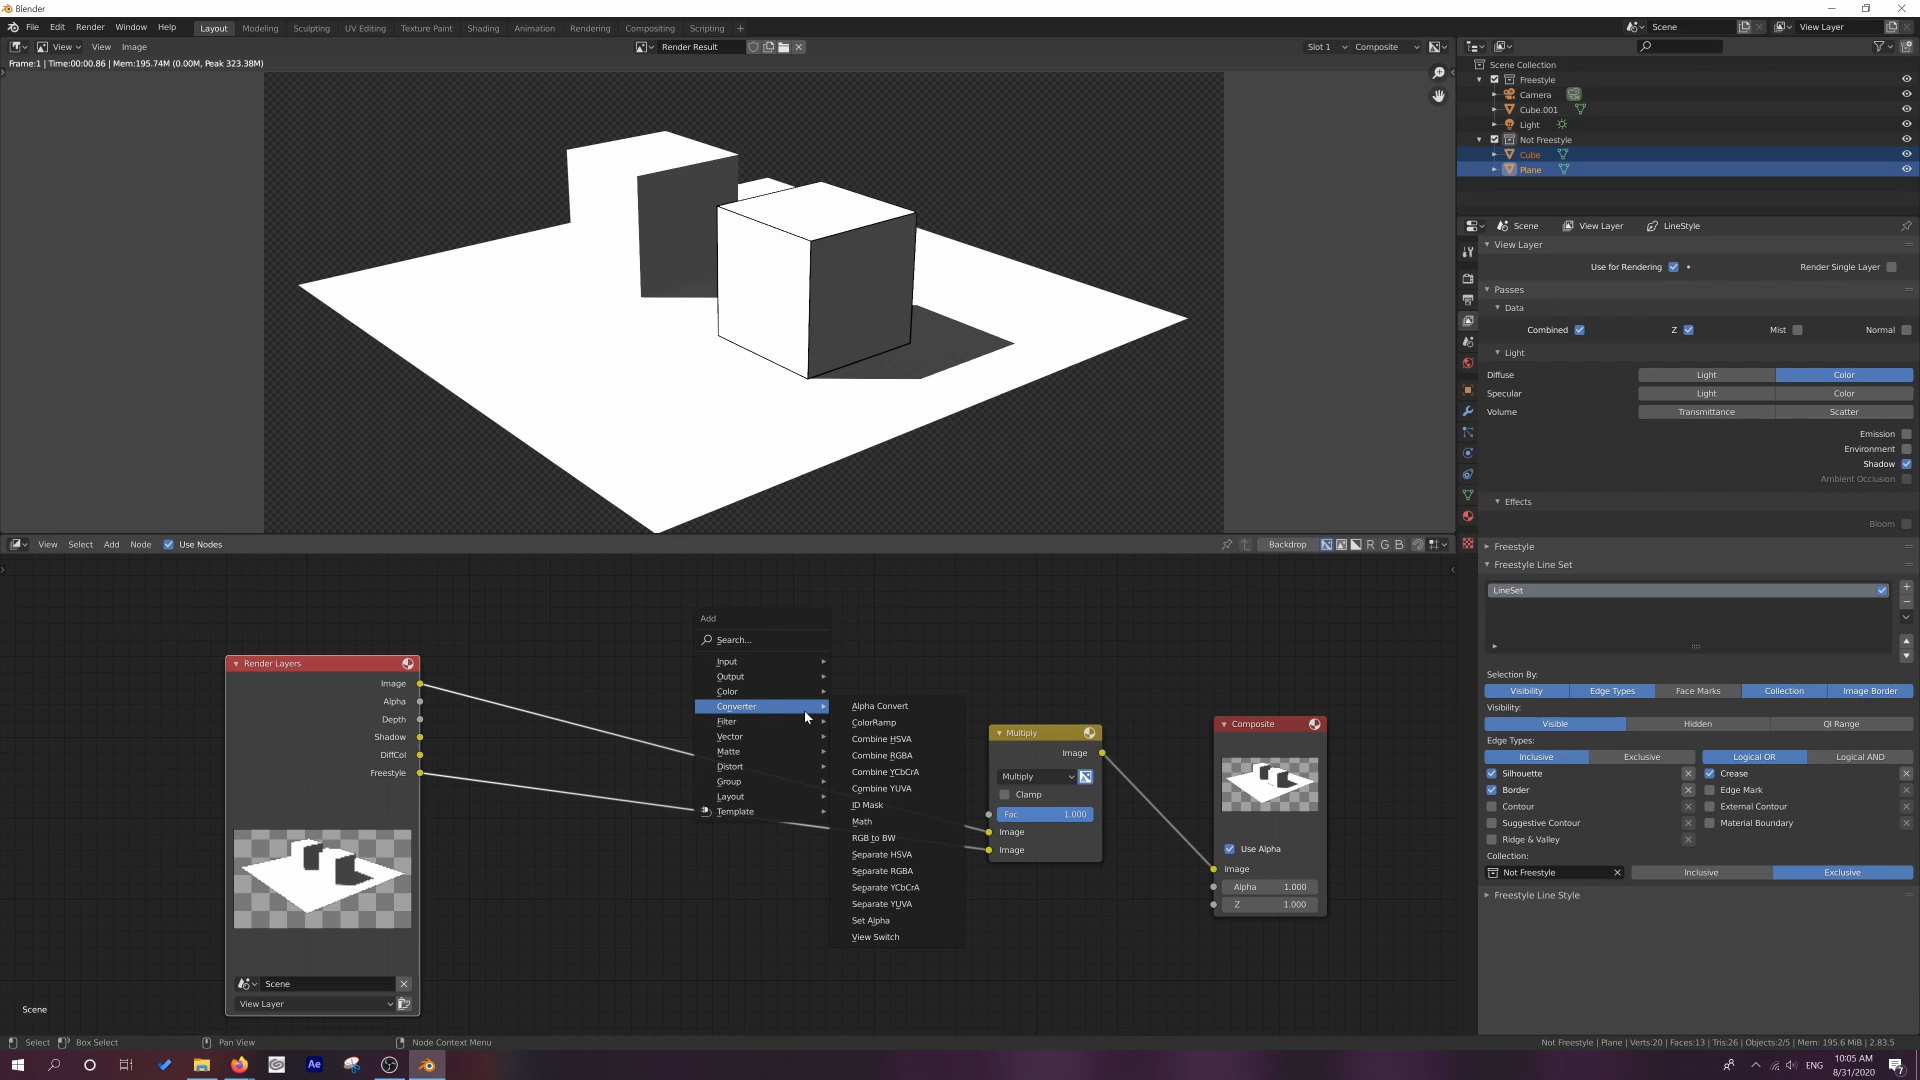 Blender
File Edit Render Window Help
Layout Modeling Sculpting UV Editing Texture Paint Shading Animation Rendering Compositing Scripting +
Scene View Layer
View View Image
Render Result
Slot 1 Composite
Frame:1 | Time:00:00.86 | Mem:195.74M (0.00M, Peak 323.38M)
Scene Collection
Freestyle
Camera
Cube.001
Light
Not Freestyle
Cube
Plane
Scene View Layer LineStyle
View Layer
Use for Rendering Render Single Layer
Passes
Data
Combined Z Mist Normal
Light
Diffuse Light Color
Specular Light Color
Volume Transmittance Scatter
Emission
Environment
Shadow
Ambient Occlusion
Effects
Bloom
Freestyle
Freestyle Line Set
LineSet
Selection By:
Visibility Edge Types Face Marks Collection Image Border
Visibility:
Visible Hidden QI Range
Edge Types:
Inclusive Exclusive Logical OR Logical AND
Silhouette Crease
Border Edge Mark
Contour External Contour
Suggestive Contour Material Boundary
Ridge & Valley
Collection:
Not Freestyle Inclusive Exclusive
Freestyle Line Style
View Select Add Node Use Nodes
Backdrop R G B
Render Layers
Image
Alpha
Depth
Shadow
DiffCol
Freestyle
Scene
View Layer
Add
Search...
Input
Output
Color
Converter
Filter
Vector
Matte
Distort
Group
Layout
Template
Alpha Convert
ColorRamp
Combine HSVA
Combine RGBA
Combine YCbCrA
Combine YUVA
ID Mask
Math
RGB to BW
Separate HSVA
Separate RGBA
Separate YCbCrA
Separate YUVA
Set Alpha
View Switch
Multiply
Image
Multiply
Clamp
Fac 1.000
Image
Image
Composite
Use Alpha
Image
Alpha 1.000
Z 1.000
Scene
Select Box Select Pan View Node Context Menu
Not Freestyle | Plane | Verts:20 | Faces:13 | Tris:26 | Objects:2/5 | Mem: 195.6 MiB | 2.83.5
Ae
ENG
10:05 AM
8/31/2020
7